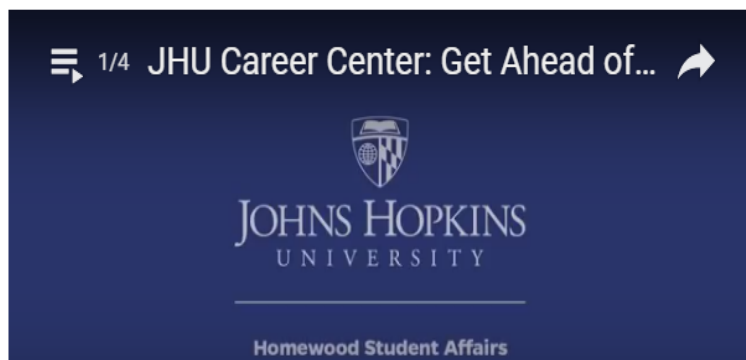 1/4 JHU Career Center: Get Ahead of...
JOHNS HOPKINS
UNIVERSITY
Homewood Student Affairs